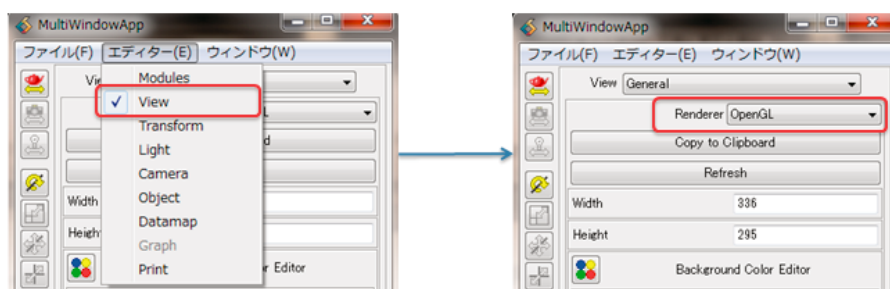 MultiWindowApp
ファイル(F) エディター(E) ウィンドウ(W)
Modules
View
Transform
Light
Camera
Object
Datamap
Graph
Print
Width
Height
Editor
MultiWindowApp
ファイル(F) エディター(E) ウィンドウ(W)
View General
Renderer OpenGL
Copy to Clipboard
Refresh
Width 336
Height 295
Background Color Editor